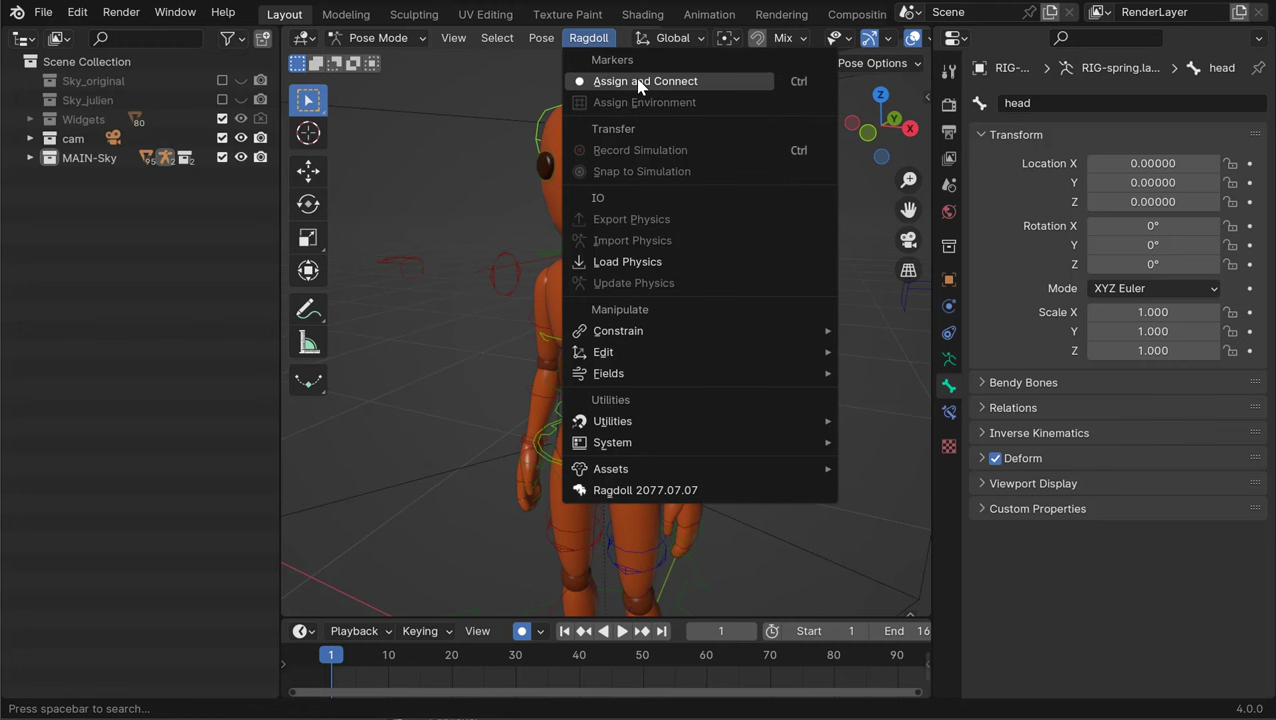 File Edit Render Window Help Layout Modeling Sculpting UV Editing Texture Paint Shading Animation Rendering Compositin Scene RenderLayer
Pose Mode View Select Pose Ragdoll Global Mix
Pose Options
Scene Collection
Sky_original
Sky_julien
Widgets 80
cam
MAIN-Sky 95 2 2
Markers
Assign and Connect Ctrl
Assign Environment
Transfer
Record Simulation Ctrl
Snap to Simulation
IO
Export Physics
Import Physics
Load Physics
Update Physics
Manipulate
Constrain
Edit
Fields
Utilities
Utilities
System
Assets
Ragdoll 2077.07.07
Z
Y
X
RIG-... RIG-spring.la... head
head
Transform
Location X 0.00000
Y 0.00000
Z 0.00000
Rotation X 0°
Y 0°
Z 0°
Mode XYZ Euler
Scale X 1.000
Y 1.000
Z 1.000
Bendy Bones
Relations
Inverse Kinematics
Deform
Viewport Display
Custom Properties
Playback Keying View 1 Start 1 End 16
1 10 20 30 40 50 60 70 80 90
Press spacebar to search... 4.0.0